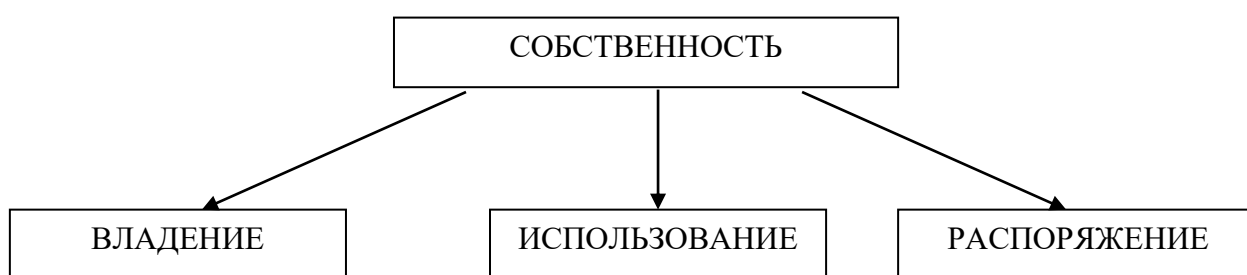 СОБСТВЕННОСТЬ
ВЛАДЕНИЕ
ИСПОЛЬЗОВАНИЕ
РАСПОРЯЖЕНИЕ